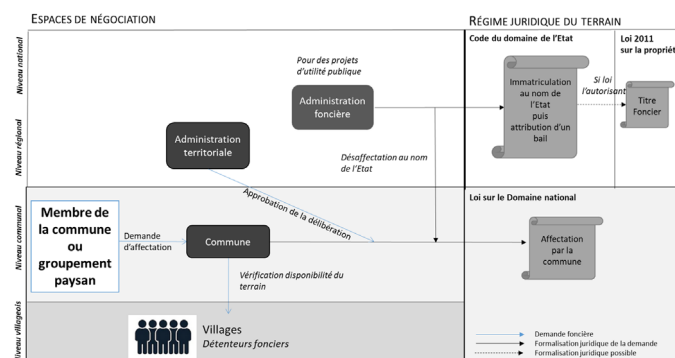 ESPACES DE NÉGOCIATION
RÉGIME JURIDIQUE DU TERRAIN
Niveau national
Niveau régional
Niveau communal
Niveau villageois
Pour des projets
d'utilité publique
Administration
foncière
Administration
territoriale
Désaffectation au nom
de l'Etat
Approbation de la délibération
Membre de
la commune
ou
groupement
paysan
Demande
d'affectation
Commune
Vérification disponibilité du
terrain
Villages
Détenteurs fonciers
Code du domaine de l'Etat
Loi 2011
sur la propriét
Immatriculation
au nom de
l'Etat
puis
attribution d'un
bail
Si loi
l'autorisant
Titre
Foncier
Loi sur le Domaine national
Affectation
par la
commune
Demande foncière
Formalisation juridique de la demande
Formalisation juridique possible